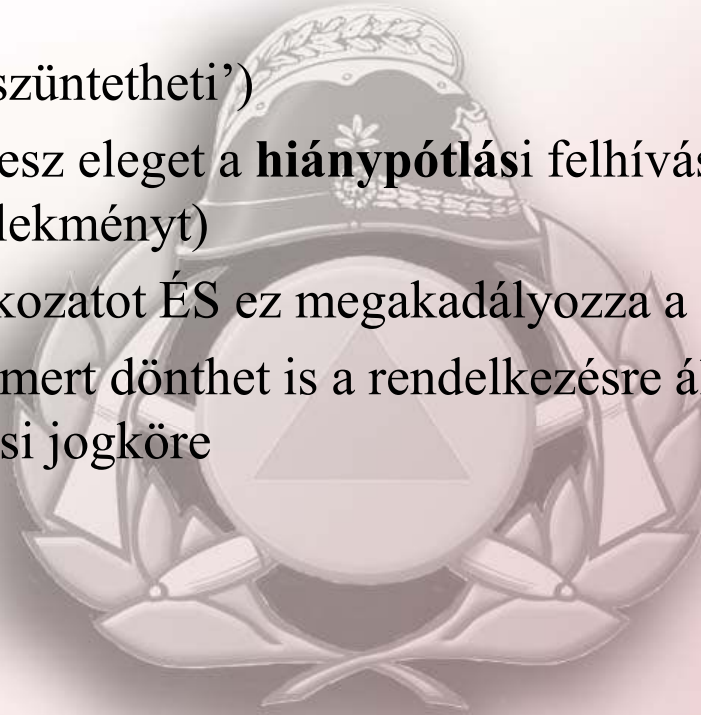 szüntetheti’)
esz eleget a hiánypótlási felhívás
lekményt)
kozatot ÉS ez megakadályozza a
mert dönthet is a rendelkezésre ál
si jogköre